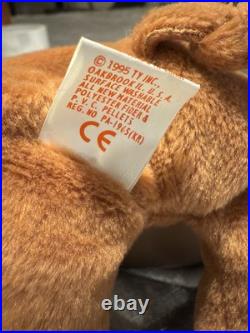 © 1995 TY INC.,
OAKBROOK IL. U.S.A.
SURFACE WASHABLE
ALL NEW MATERIAL
POLYESTER FIBER &
P. V. C. PELLETS
REG. NO PA-1965(KR)
CE